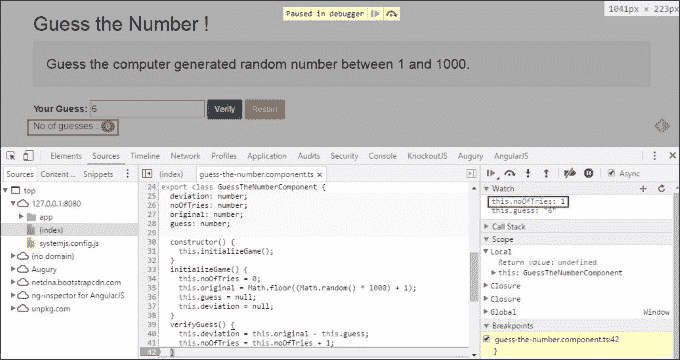 Guess the Number !
Paused in debugger
1041px × 223px
Guess the computer generated random number between 1 and 1000.
Your Guess: 6 Verify Restart
No of guesses : 0
Elements Sources Timeline Network Profiles Application Audits Security Console KnockoutJS Augury AngularJS
Sources Content ... Snippets
top
127.0.0.1:8080
app
(index)
systemjs.config.js
(no domain)
Augury
netdna.bootstrapcdn.com
ng-inspector for AngularJS
unpkg.com
(index) guess-the-number.component.ts ×
24 export class GuessTheNumberComponent {
25 deviation: number;
26 noOfTries: number;
27 original: number;
28 guess: number;
29
30 constructor() {
31 this.initializeGame();
32 }
33 initializeGame() {
34 this.noOfTries = 0;
35 this.original = Math.floor((Math.random() * 1000) + 1);
36 this.guess = null;
37 this.deviation = null;
38 }
39 verifyGuess() {
40 this.deviation = this.original - this.guess;
41 this.noOfTries = this.noOfTries + 1;
42 }
Async
Watch
this.noOfTries: 1
this.guess: "6"
Call Stack
Scope
Local
Return value: undefined
this: GuessTheNumberComponent
Closure
Closure
Global Window
Breakpoints
guess-the-number.component.ts:42
}